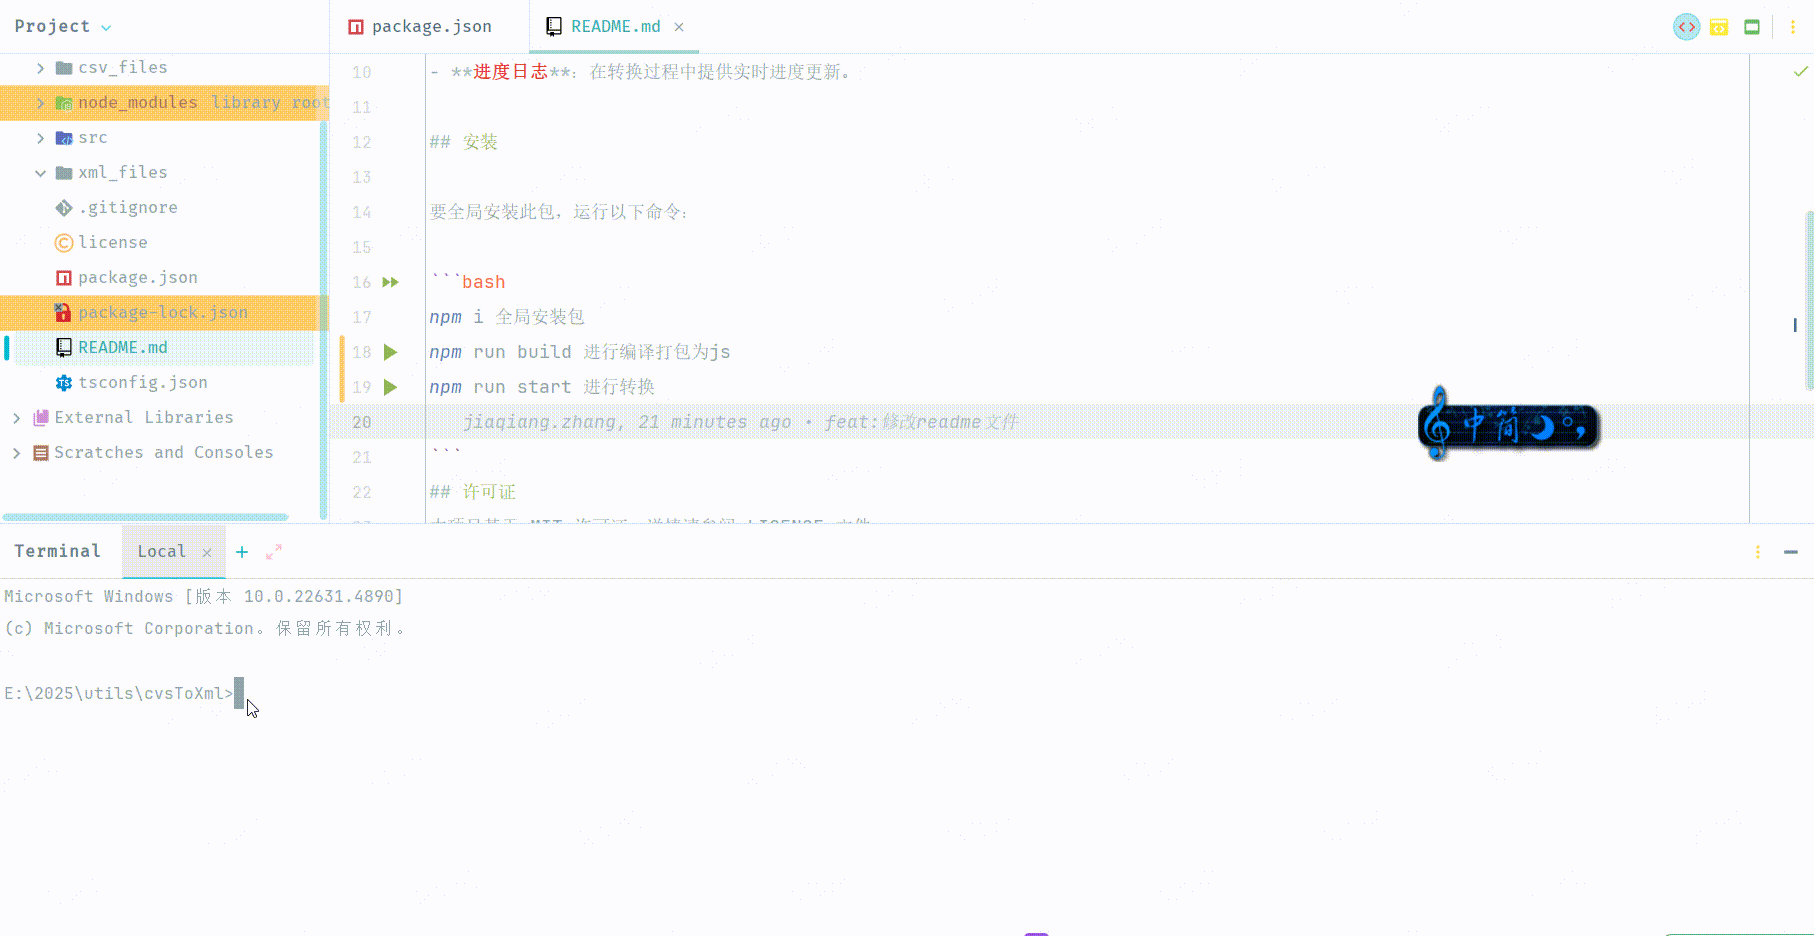 Project
package.json
README.md
csv_files
node_modules library root
src
xml_files
.gitignore
license
package.json
package-lock.json
README.md
tsconfig.json
External Libraries
Scratches and Consoles
10 - **进度日志**: 在转换过程中提供实时进度更新。
11
12 ## 安装
13
14 要全局安装此包，运行以下命令：
15
16 ```bash
17 npm i 全局安装包
18 npm run build 进行编译打包为js
19 npm run start 进行转换
20 jiaqiang.zhang, 21 minutes ago • feat:修改readme文件
21 ```
22 ## 许可证
中简
Terminal
Local
Microsoft Windows [版本 10.0.22631.4890]
(c) Microsoft Corporation。保留所有权利。
E:\2025\utils\cvsToXml>